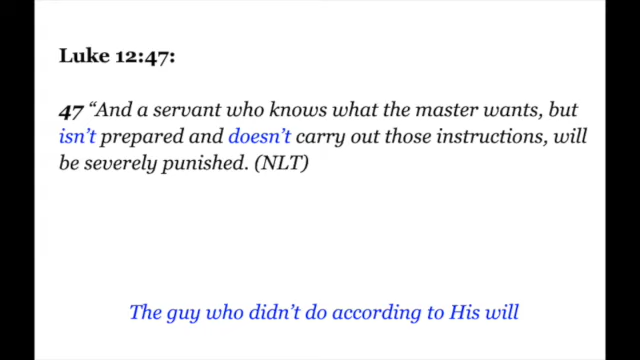 Luke 12:47:
47 “And a servant who knows what the master wants, but
isn’t prepared and doesn’t carry out those instructions, will
be severely punished. (NLT)
The guy who didn’t do according to His will